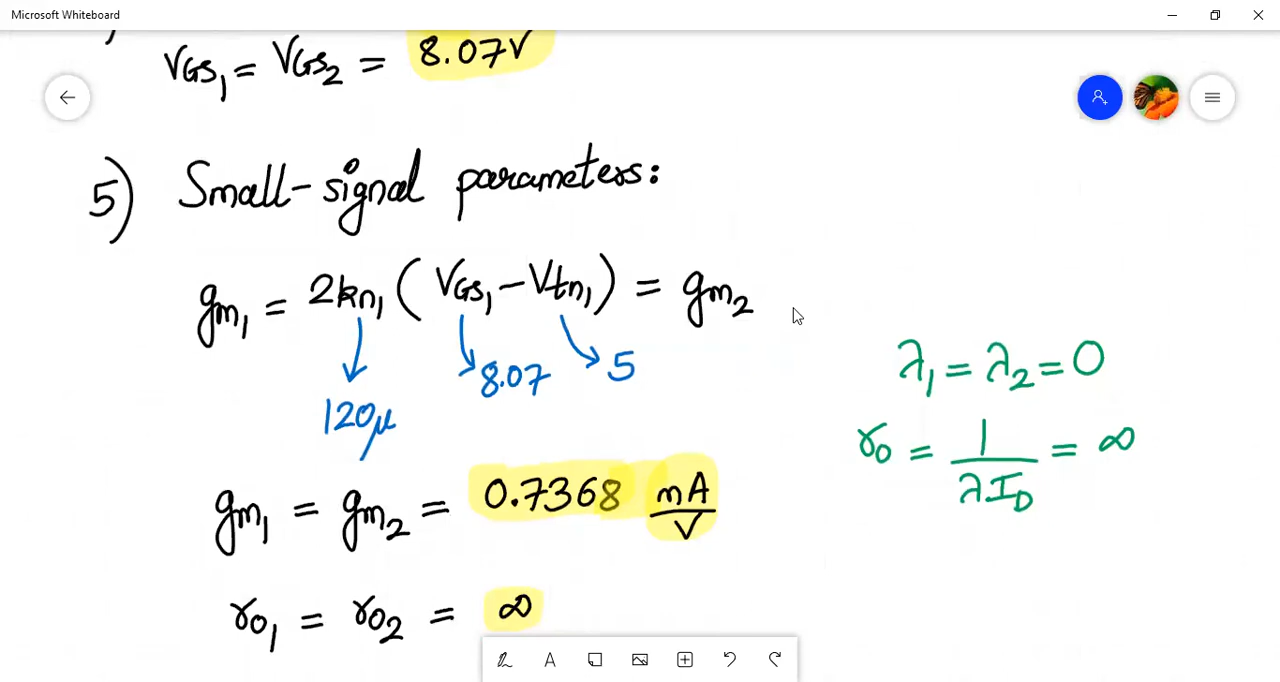 Microsoft Whiteboard
VGS₁ = VGS₂ = 8.07V
5) Small-signal parameters:
gm₁ = 2kn₁ (VGS₁ - Vtn₁) = gm₂
120μ
8.07
5
λ₁ = λ₂ = 0
ro = 1/λID = ∞
gm₁ = gm₂ = 0.7368 mA/V
ro₁ = ro₂ = ∞
A